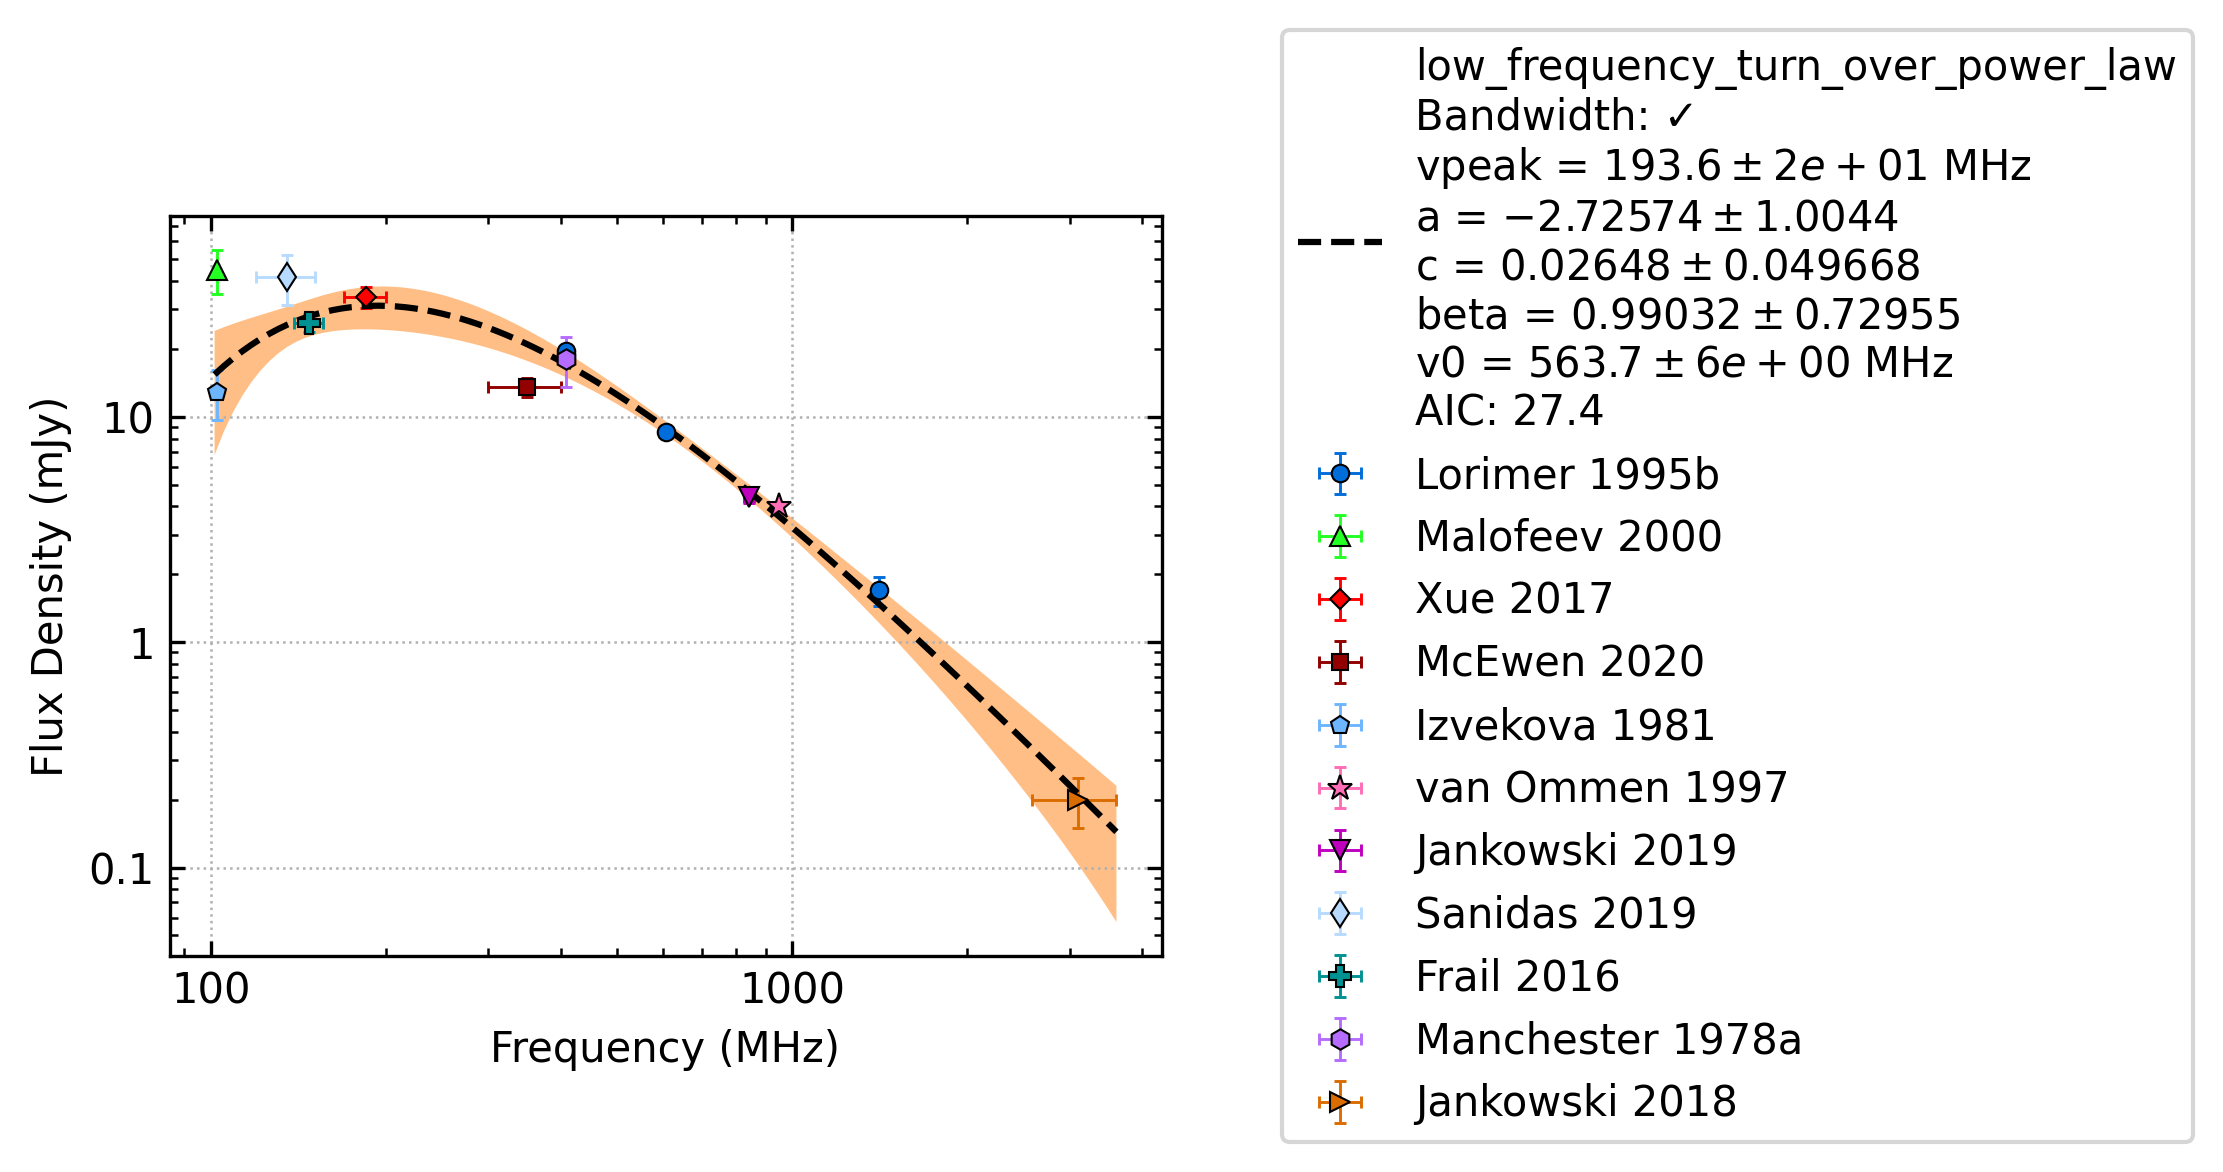 low_frequency_turn_over_power_law
Bandwidth: ✓
vpeak = 193.6 ± 2e + 01 MHz
a = −2.72574 ± 1.0044
c = 0.02648 ± 0.049668
beta = 0.99032 ± 0.72955
v0 = 563.7 ± 6e + 00 MHz
AIC: 27.4
Lorimer 1995b
Malofeev 2000
Xue 2017
McEwen 2020
Izvekova 1981
van Ommen 1997
Jankowski 2019
Sanidas 2019
Frail 2016
Manchester 1978a
Jankowski 2018
Flux Density (mJy)
10
1
0.1
100
1000
Frequency (MHz)